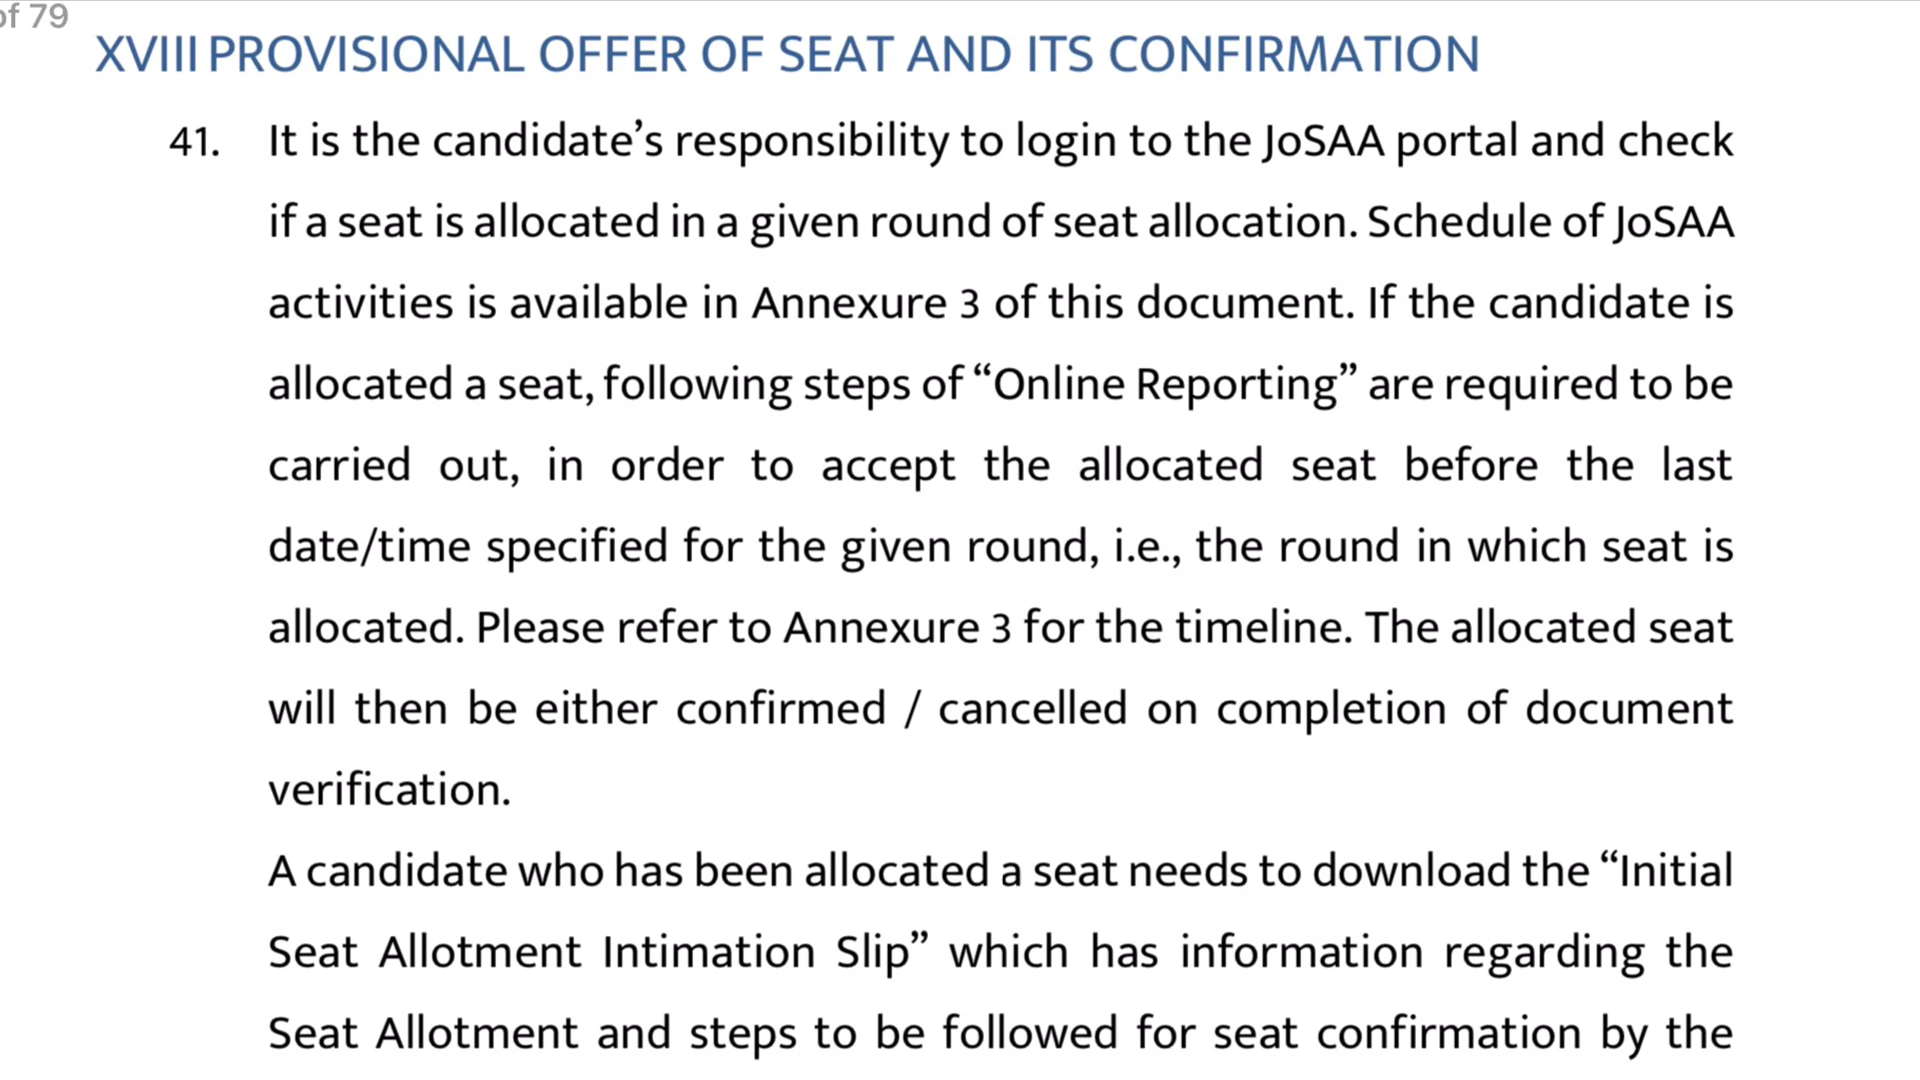 of 79
XVIII PROVISIONAL OFFER OF SEAT AND ITS CONFIRMATION
41. It is the candidate’s responsibility to login to the JoSAA portal and check
if a seat is allocated in a given round of seat allocation. Schedule of JoSAA
activities is available in Annexure 3 of this document. If the candidate is
allocated a seat, following steps of “Online Reporting” are required to be
carried out, in order to accept the allocated seat before the last
date/time specified for the given round, i.e., the round in which seat is
allocated. Please refer to Annexure 3 for the timeline. The allocated seat
will then be either confirmed / cancelled on completion of document
verification.
A candidate who has been allocated a seat needs to download the “Initial
Seat Allotment Intimation Slip” which has information regarding the
Seat Allotment and steps to be followed for seat confirmation by the